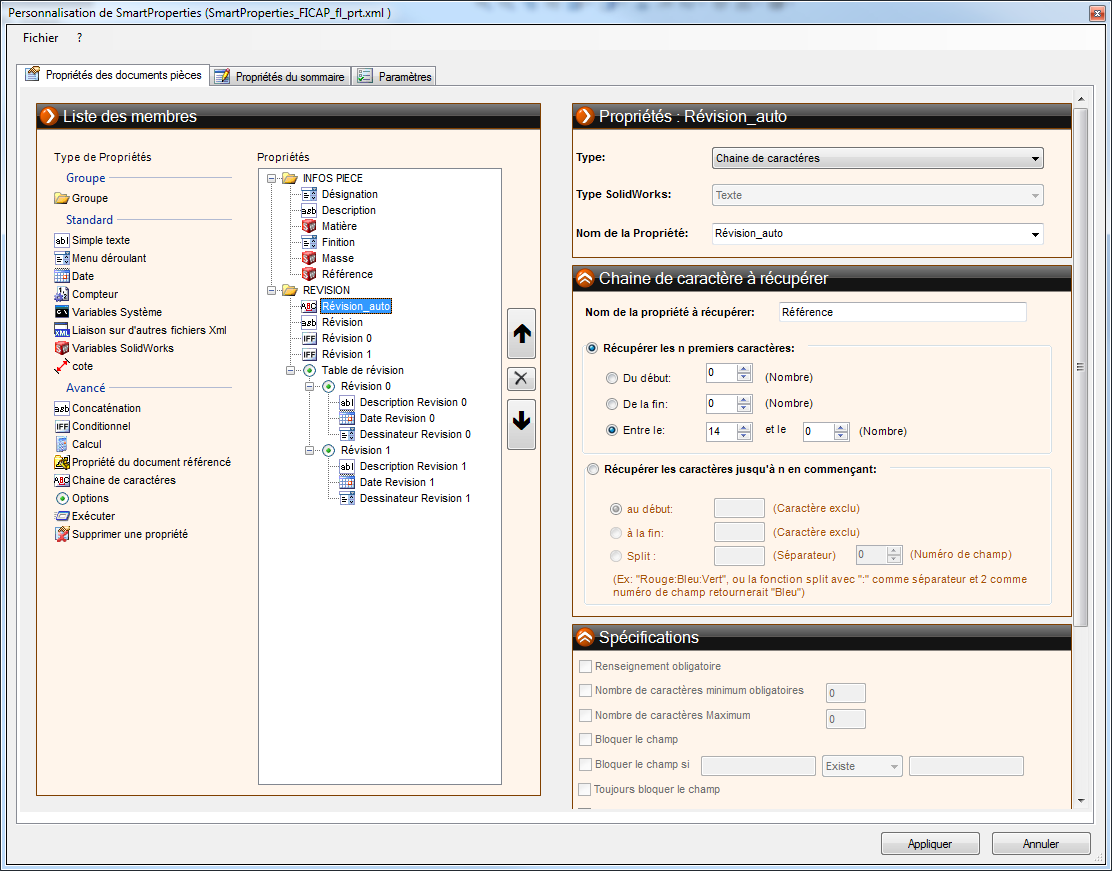 Personnalisation de SmartProperties (SmartProperties_FICAP_fl_prt.xml )
Fichier ?
Propriétés des documents pièces Propriétés du sommaire Paramètres
Liste des membres
Type de Propriétés
Groupe
Groupe
Standard
Simple texte
Menu déroulant
Date
Compteur
Variables Système
Liaison sur d'autres fichiers Xml
Variables SolidWorks
cote
Avancé
Concaténation
Conditionnel
Calcul
Propriété du document référencé
Chaine de caractéres
Options
Exécuter
Supprimer une propriété
Propriétés
INFOS PIECE
Désignation
Description
Matière
Finition
Masse
Référence
REVISION
Révision_auto
Révision
Révision 0
Révision 1
Table de révision
Révision 0
Description Revision 0
Date Revision 0
Dessinateur Revision 0
Révision 1
Description Revision 1
Date Revision 1
Dessinateur Revision 1
Propriétés : Révision_auto
Type: Chaine de caractéres
Type SolidWorks: Texte
Nom de la Propriété: Révision_auto
Chaine de caractère à récupérer
Nom de la propriété à récupérer: Référence
Récupérer les n premiers caractères:
Du début: 0 (Nombre)
De la fin: 0 (Nombre)
Entre le: 14 et le 0 (Nombre)
Récupérer les caractères jusqu'à n en commençant:
au début: (Caractère exclu)
à la fin: (Caractère exclu)
Split : (Séparateur) 0 (Numéro de champ)
(Ex: "Rouge:Bleu:Vert", ou la fonction split avec ":" comme séparateur et 2 comme
numéro de champ retournerait "Bleu")
Spécifications
Renseignement obligatoire
Nombre de caractères minimum obligatoires 0
Nombre de caractères Maximum 0
Bloquer le champ
Bloquer le champ si Existe
Toujours bloquer le champ
Appliquer Annuler